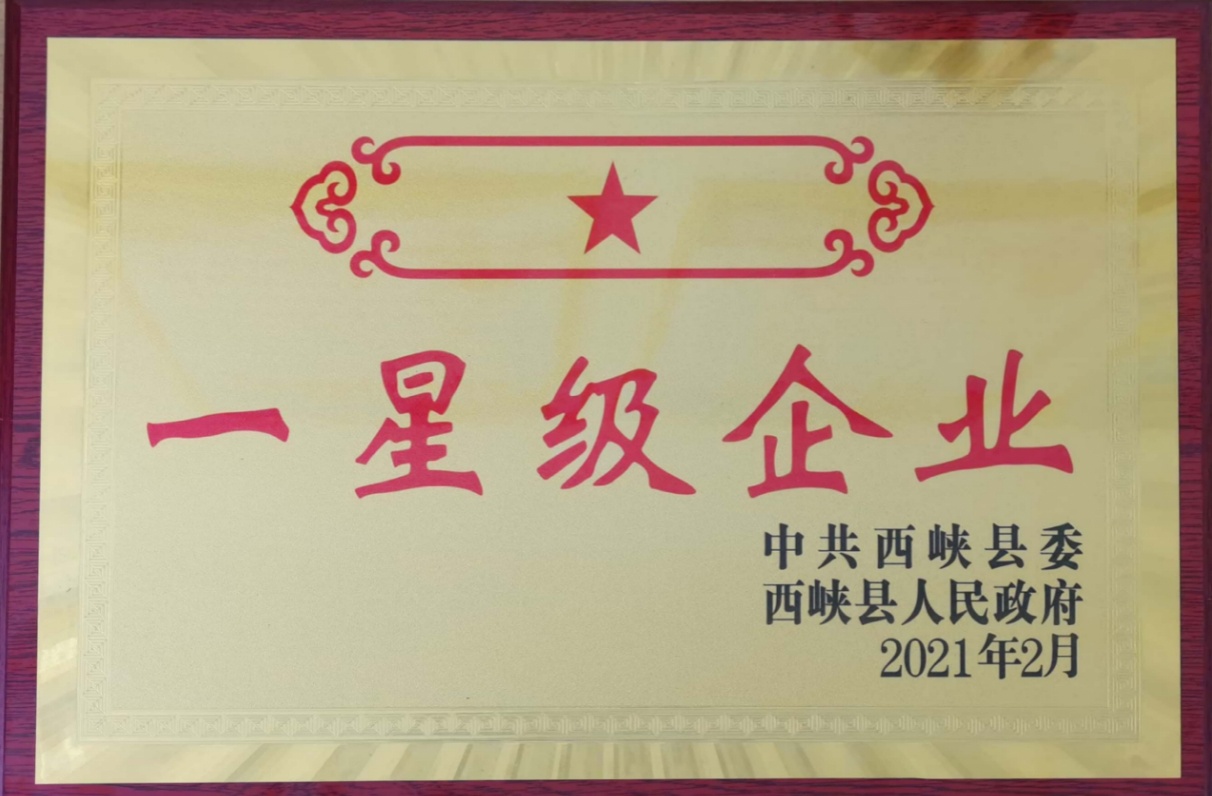 一星级企业
中共西峡县委
西峡县人民政府
2021年2月